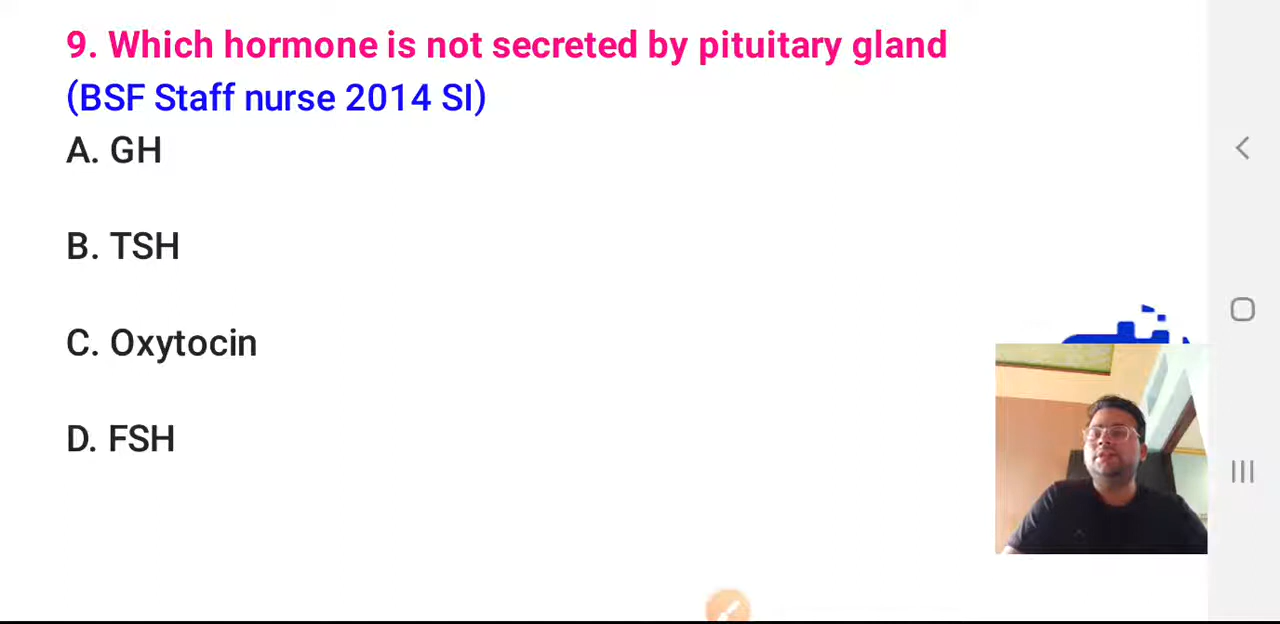 9. Which hormone is not secreted by pituitary gland
(BSF Staff nurse 2014 SI)
A. GH
B. TSH
C. Oxytocin
D. FSH